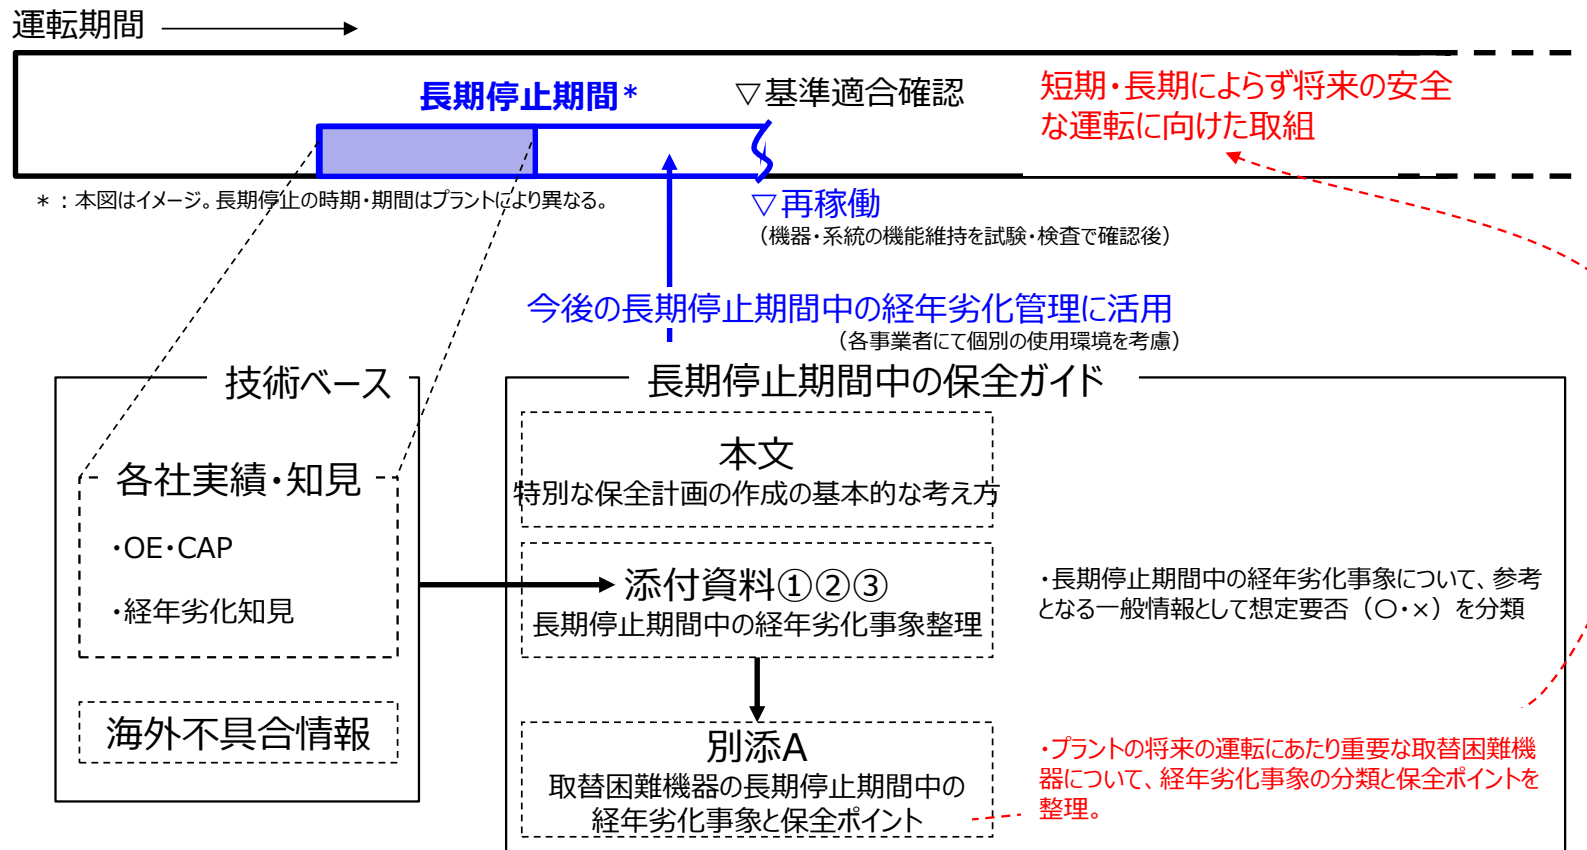 運転期間
長期停止期間*
▽基準適合確認
短期・長期によらず将来の安全
な運転に向けた取組
*：本図はイメージ。長期停止の時期・期間はプラントにより異なる。
▽再稼働
（機器・系統の機能維持を試験・検査で確認後）
今後の長期停止期間中の経年劣化管理に活用
（各事業者にて個別の使用環境を考慮）
技術ベース
各社実績・知見
・OE・CAP
・経年劣化知見
海外不具合情報
長期停止期間中の保全ガイド
本文
特別な保全計画の作成の基本的な考え方
添付資料①②③
長期停止期間中の経年劣化事象整理
・長期停止期間中の経年劣化事象について、参考
となる一般情報として想定要否（〇・×）を分類
別添A
取替困難機器の長期停止期間中の
経年劣化事象と保全ポイント
・プラントの将来の運転にあたり重要な取替困難機
器について、経年劣化事象の分類と保全ポイントを
整理。